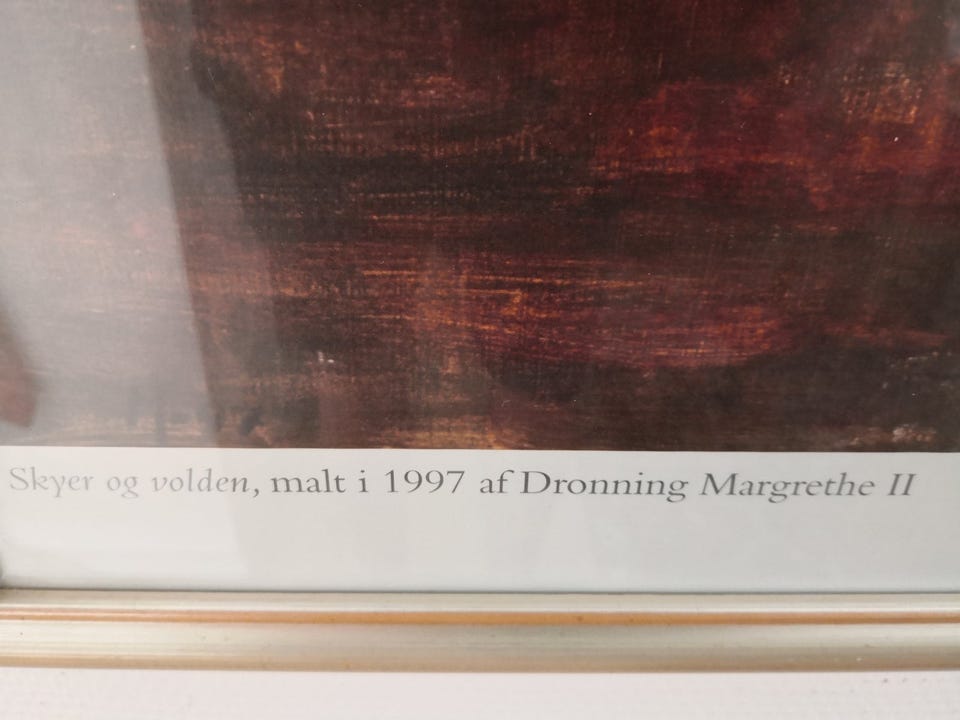 Skyer og volden, malt i 1997 af Dronning Margrethe II